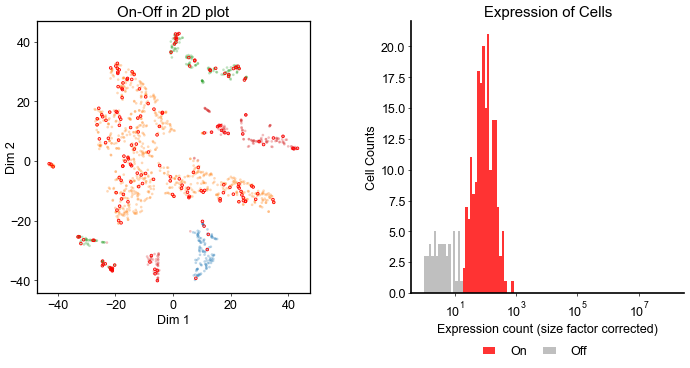 On-Off in 2D plot
Dim 2
40
20
0
−20
−40
−40 −20 0 20 40
Dim 1
Expression of Cells
Cell Counts
20.0
17.5
15.0
12.5
10.0
7.5
5.0
2.5
0.0
10¹ 10³ 10⁵ 10⁷
Expression count (size factor corrected)
On Off